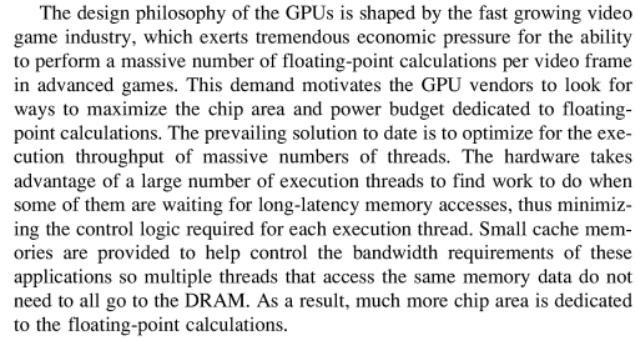 The design philosophy of the GPUs is shaped by the fast growing video
game industry, which exerts tremendous economic pressure for the ability
to perform a massive number of floating-point calculations per video frame
in advanced games. This demand motivates the GPU vendors to look for
ways to maximize the chip area and power budget dedicated to floating-
point calculations. The prevailing solution to date is to optimize for the exe-
cution throughput of massive numbers of threads. The hardware takes
advantage of a large number of execution threads to find work to do when
some of them are waiting for long-latency memory accesses, thus minimiz-
ing the control logic required for each execution thread. Small cache mem-
ories are provided to help control the bandwidth requirements of these
applications so multiple threads that access the same memory data do not
need to all go to the DRAM. As a result, much more chip area is dedicated
to the floating-point calculations.